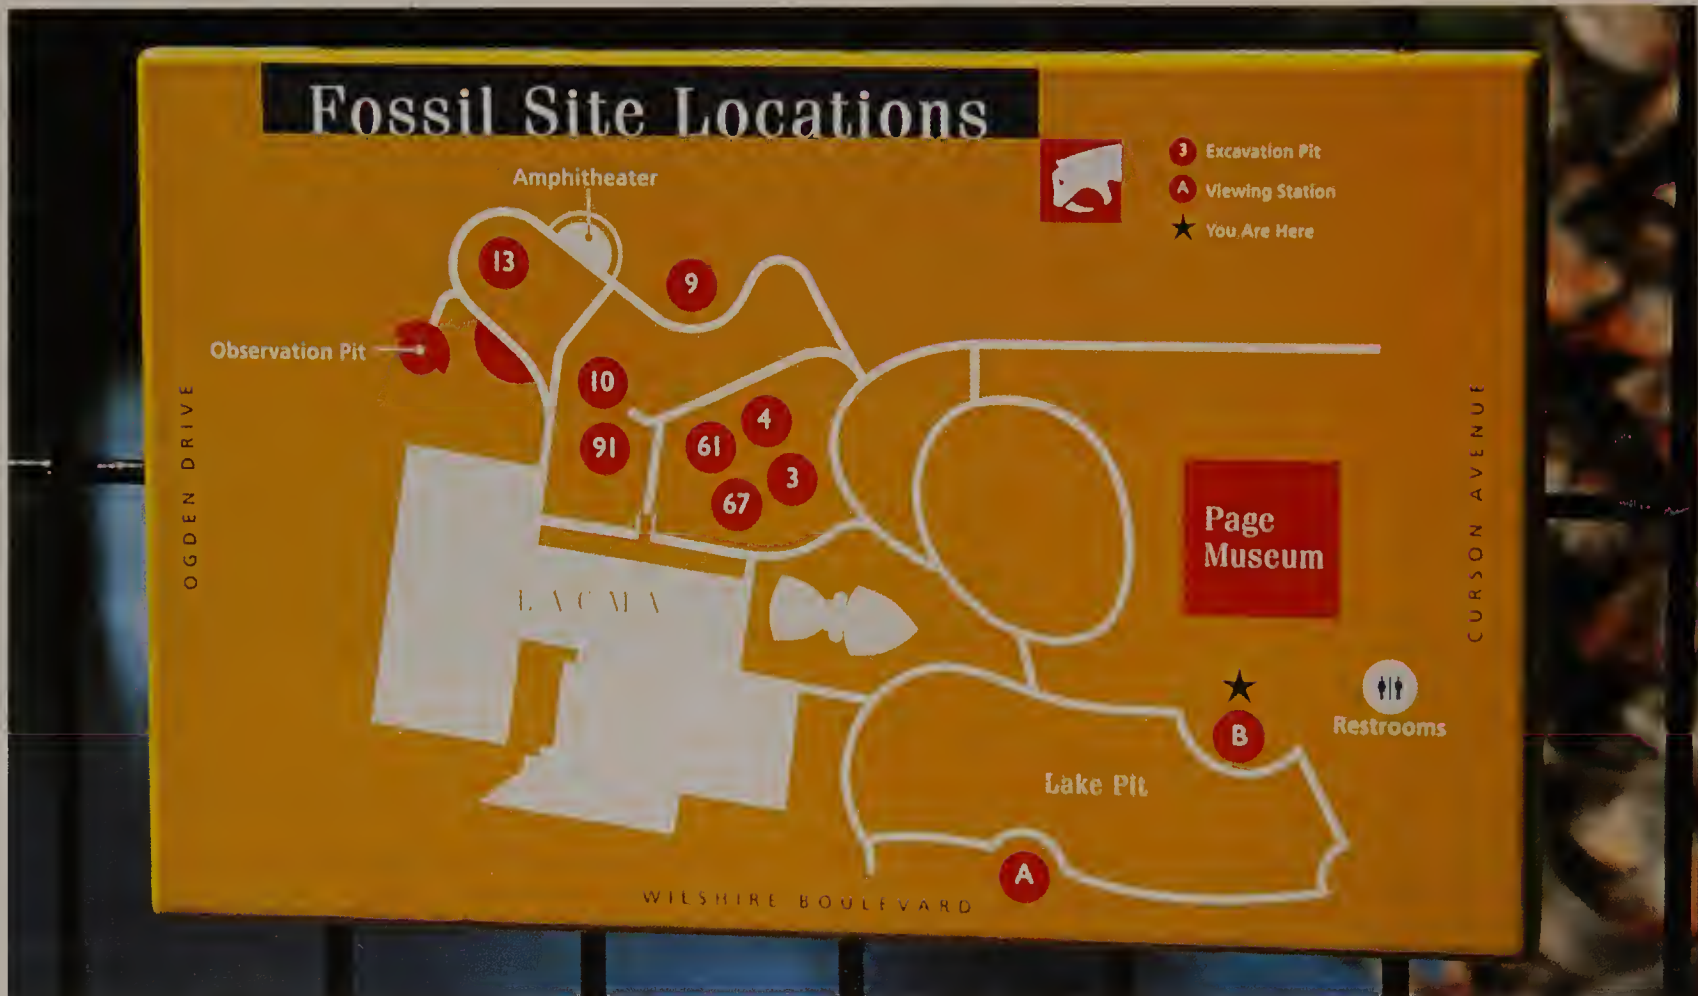 Fossil Site Locations
3 Excavation Pit
A Viewing Station
You Are Here
Amphitheater
13
9
Observation Pit
10
4
91
61
3
67
OGDEN DRIVE
CURSON AVENUE
Page
Museum
LACMA
B
Restrooms
Lake Pit
A
WILSHIRE BOULEVARD